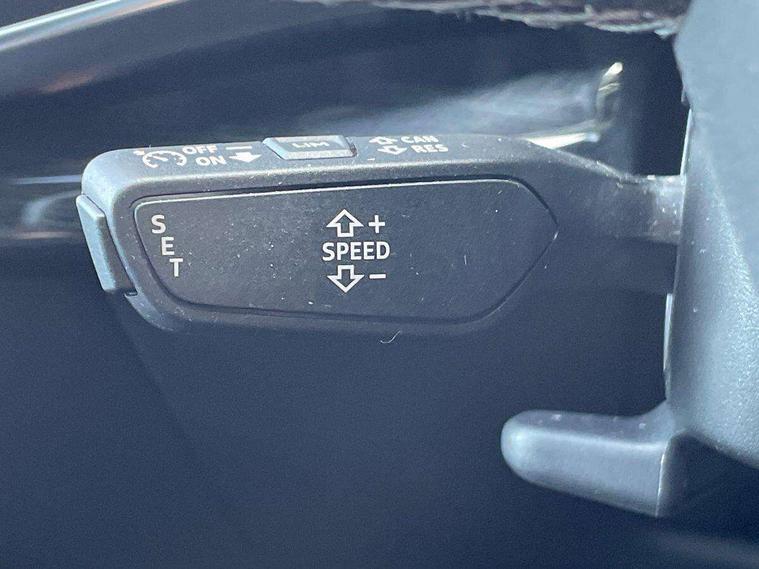 OFF
ON
LIM
CAN
RES
SET
+
SPEED
-